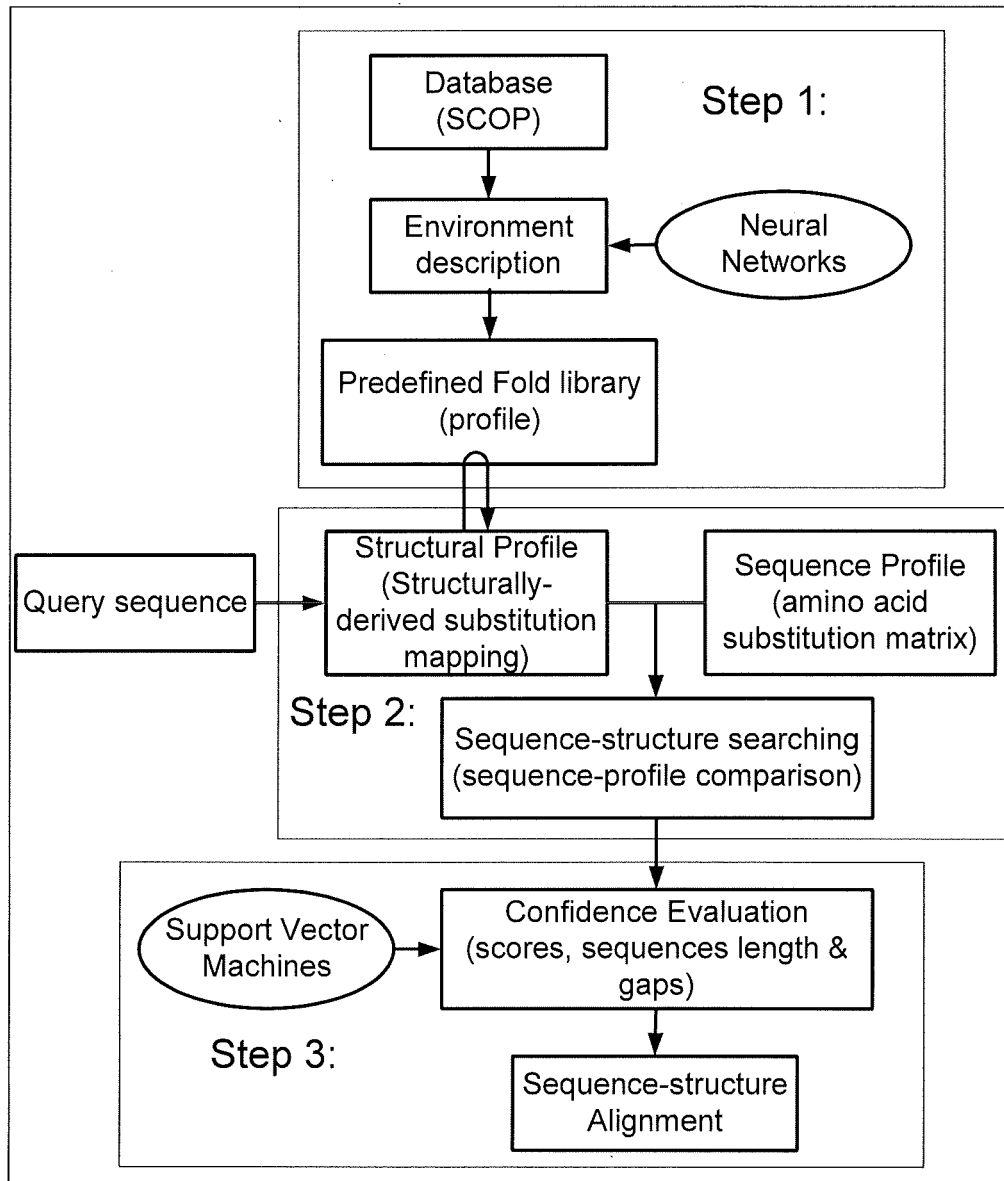 Database
(SCOP)
Step 1:
Environment
description
Neural
Networks
Predefined Fold library
(profile)
Query sequence
Structural Profile
(Structurally-
derived substitution
mapping)
Sequence Profile
(amino acid
substitution matrix)
Step 2:
Sequence-structure searching
(sequence-profile comparison)
Support Vector
Machines
Confidence Evaluation
(scores, sequences length &
gaps)
Step 3:
Sequence-structure
Alignment